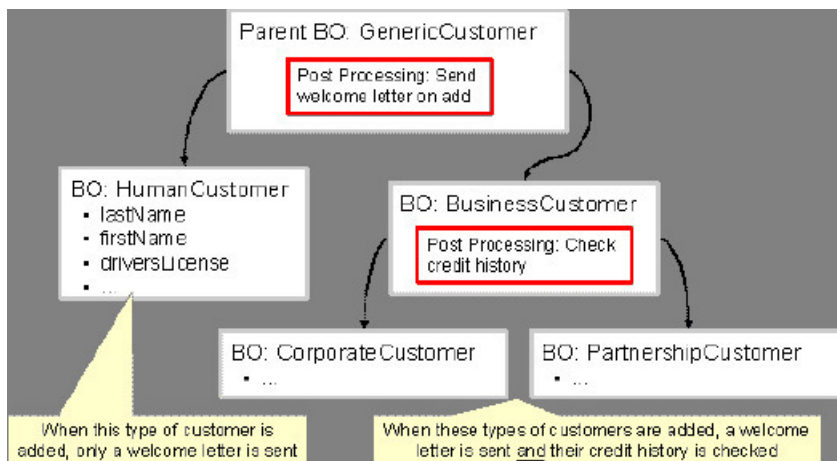 Parent BO: GenericCustomer
Post Processing: Send
welcome letter on add
BO: HumanCustomer
▪ lastName
▪ firstName
▪ driversLicense
▪ ...
BO: BusinessCustomer
Post Processing: Check
credit history
BO: CorporateCustomer
▪ ...
BO: PartnershipCustomer
▪ ...
When this type of customer is
added, only a welcome letter is sent
When these types of customers are added, a welcome
letter is sent and their credit history is checked